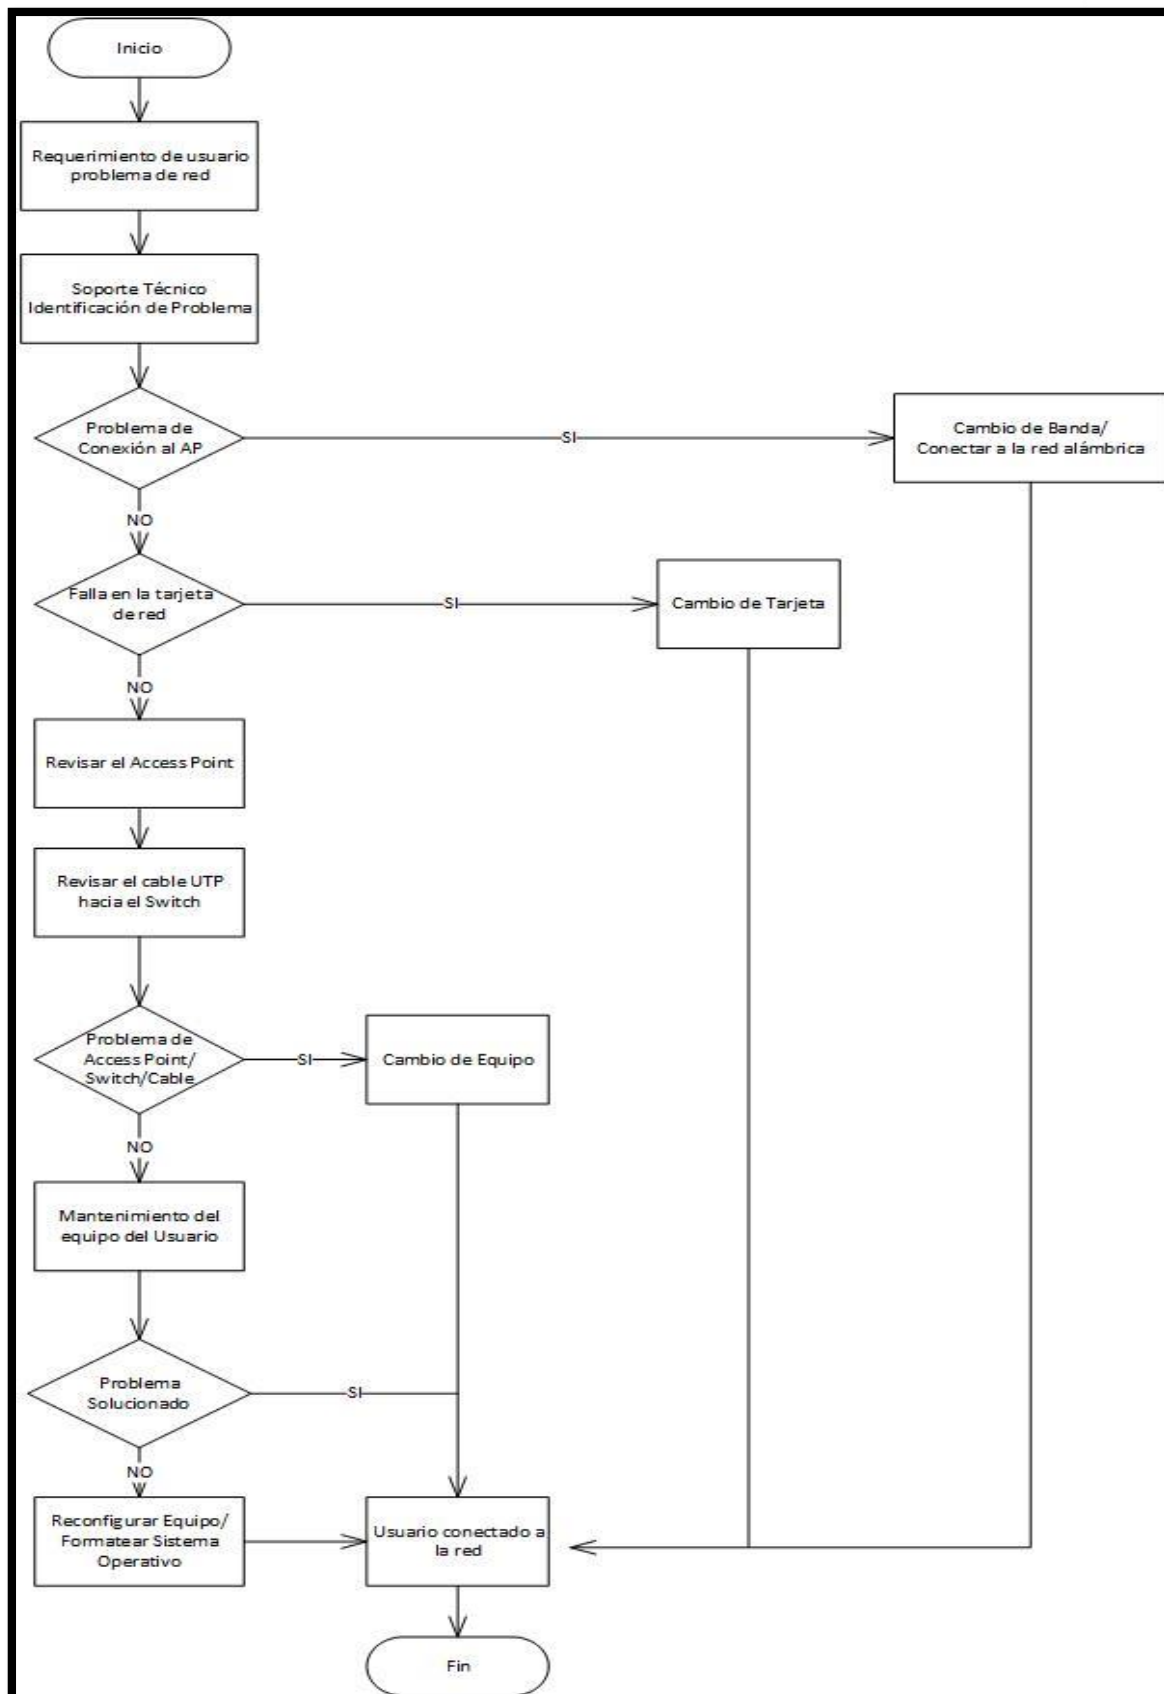 Inicio
Requerimiento de usuario
problema de red
Soporte Técnico
Identificación de Problema
Problema de
Conexión al AP
SI
Cambio de Banda/
Conectar a la red alámbrica
NO
Falla en la tarjeta
de red
SI
Cambio de Tarjeta
NO
Revisar el Access Point
Revisar el cable UTP
hacia el Switch
Problema de
Access Point/
Switch/Cable
SI
Cambio de Equipo
NO
Mantenimiento del
equipo del Usuario
Problema
Solucionado
SI
NO
Reconfigurar Equipo/
Formatear Sistema
Operativo
Usuario conectado a
la red
Fin